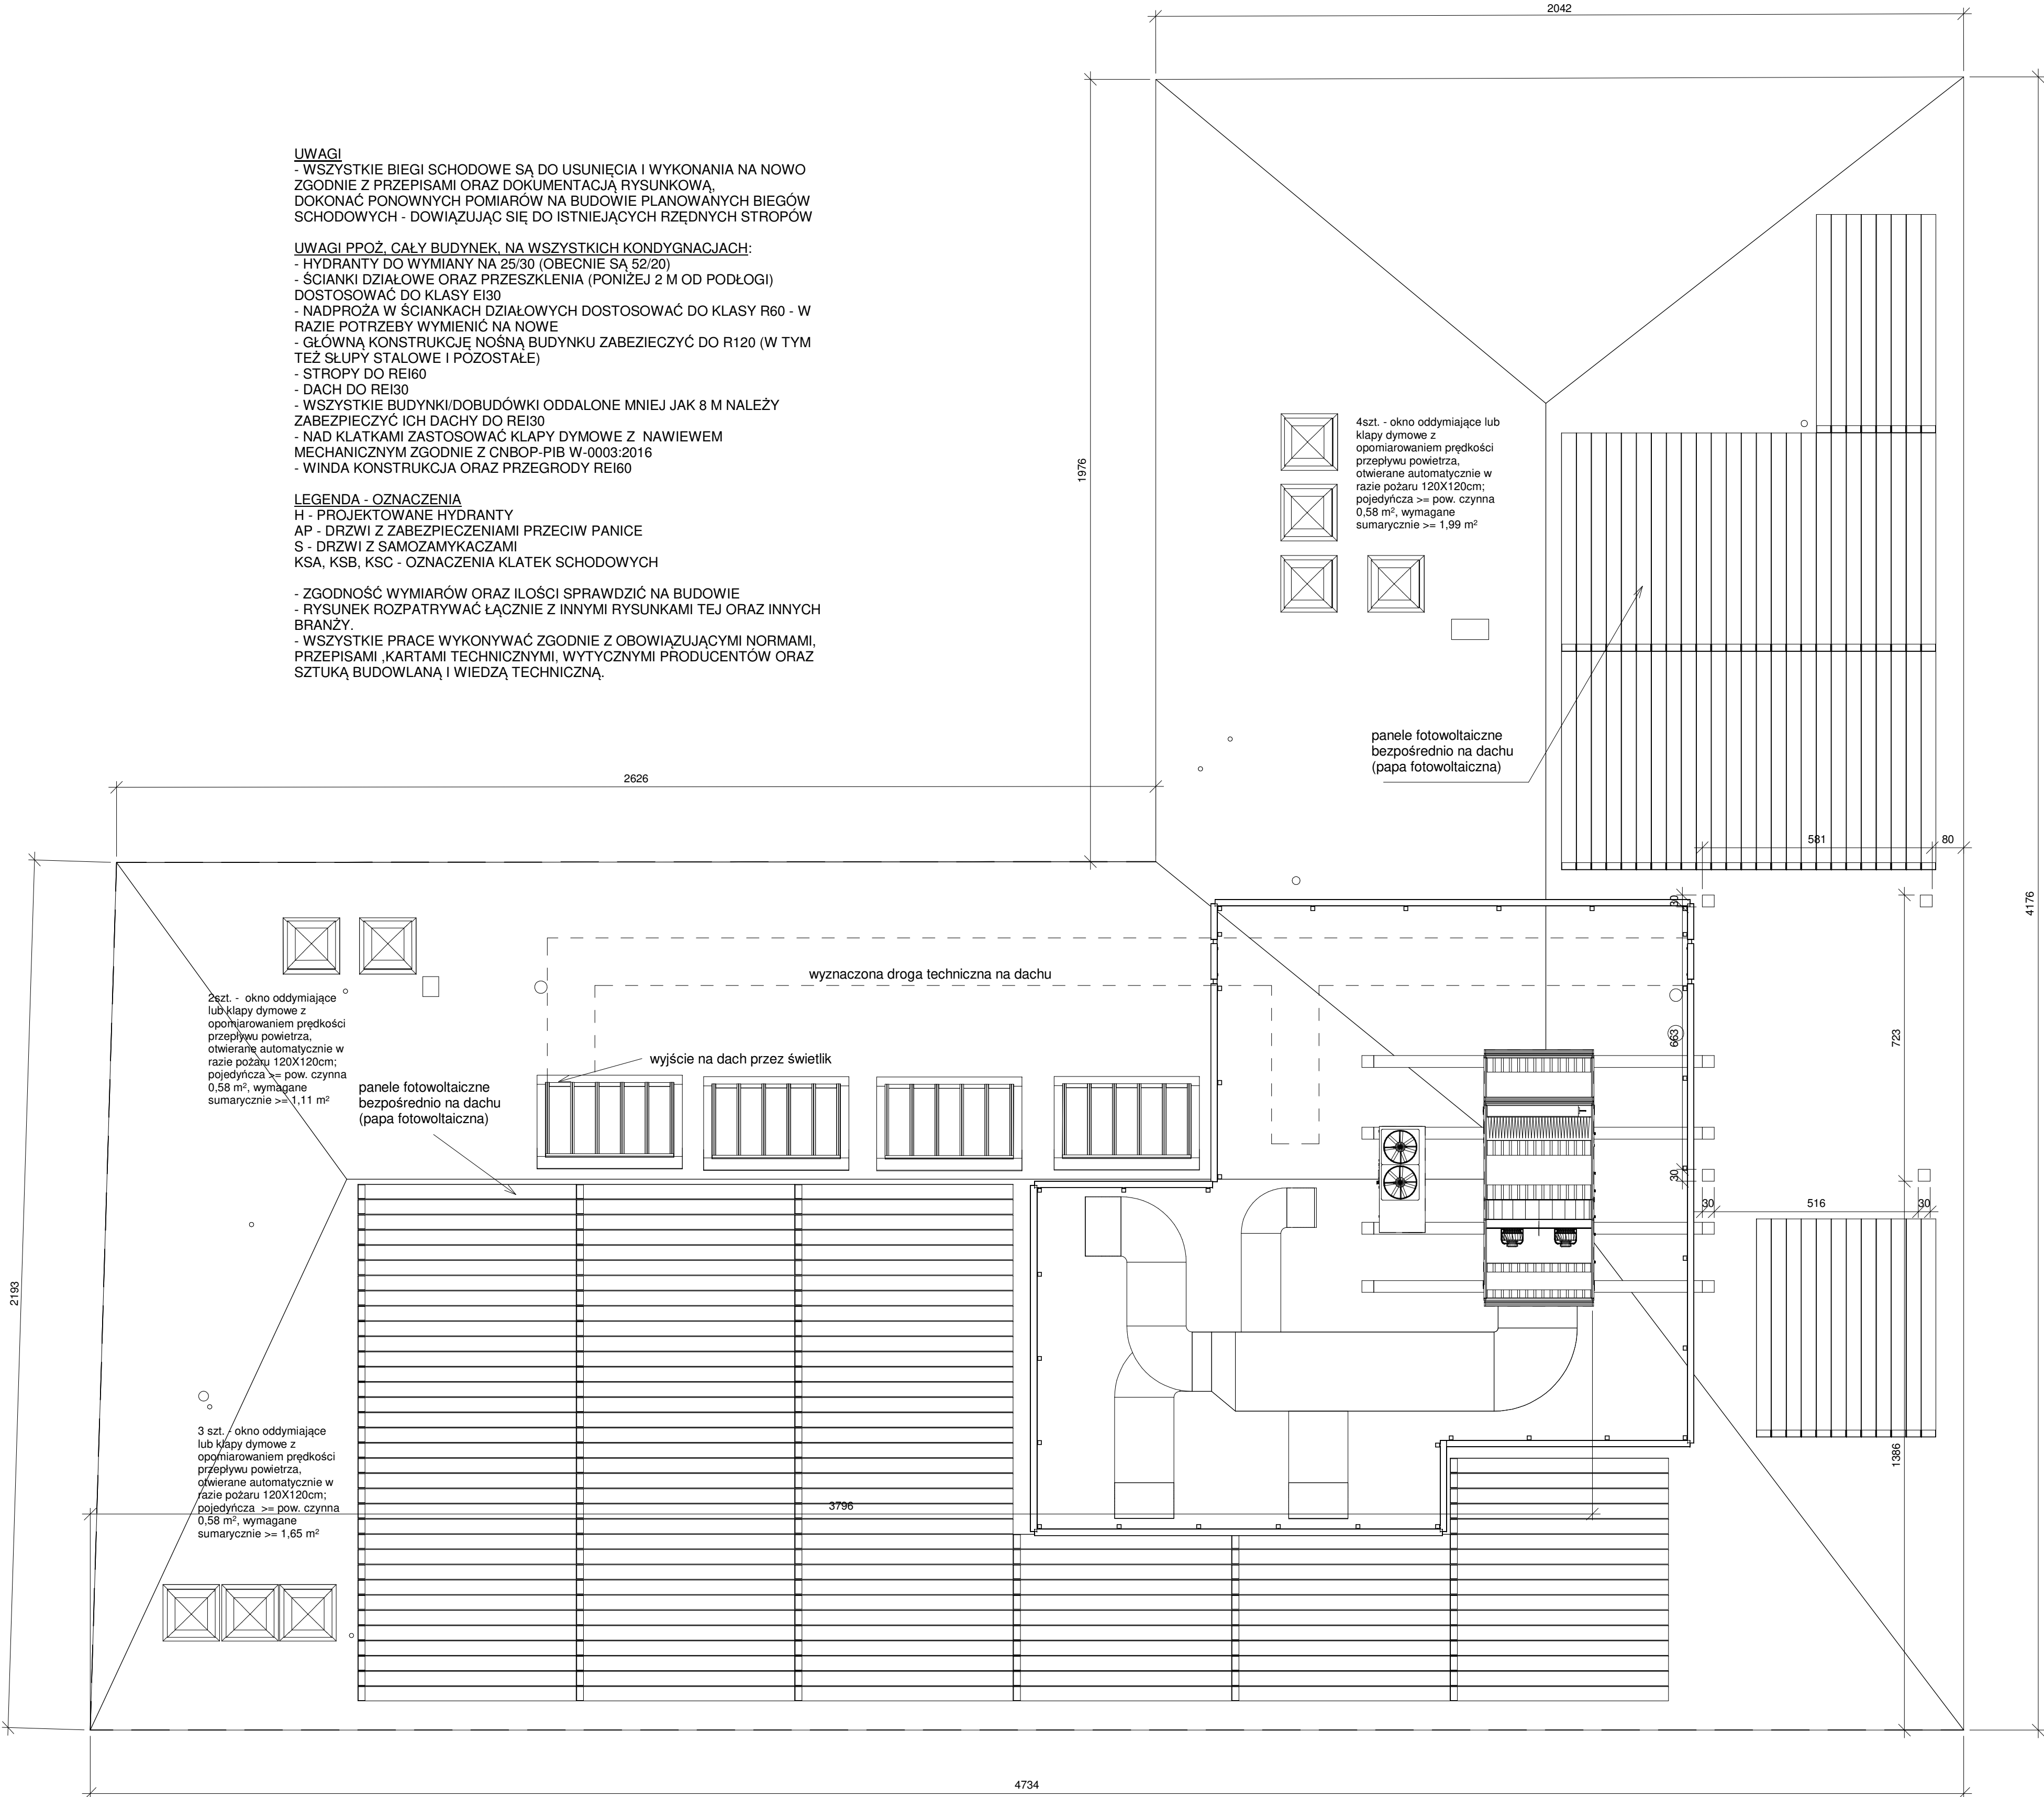 2042
UWAGI
- WSZYSTKIE BIEGI SCHODOWE SĄ DO USUNIĘCIA I WYKONANIA NA NOWO
ZGODNIE Z PRZEPISAMI ORAZ DOKUMENTACJĄ RYSUNKOWĄ,
DOKONAĆ PONOWNYCH POMIARÓW NA BUDOWIE PLANOWANYCH BIEGÓW
SCHODOWYCH - DOWIĄZUJĄC SIĘ DO ISTNIEJĄCYCH RZĘDNYCH STROPÓW
UWAGI PPOŻ, CAŁY BUDYNEK, NA WSZYSTKICH KONDYGNACJACH:
- HYDRANTY DO WYMIANY NA 25/30 (OBECNIE SĄ 52/20)
- ŚCIANKI DZIAŁOWE ORAZ PRZESZKLENIA (PONIŻEJ 2 M OD PODŁOGI)
DOSTOSOWAĆ DO KLASY EI30
- NADPROŻA W ŚCIANKACH DZIAŁOWYCH DOSTOSOWAĆ DO KLASY R60 - W
RAZIE POTRZEBY WYMIENIĆ NA NOWE
- GŁÓWNĄ KONSTRUKCJĘ NOŚNĄ BUDYNKU ZABEZIECZYĆ DO R120 (W TYM
TEŻ SŁUPY STALOWE I POZOSTAŁE)
- STROPY DO REI60
- DACH DO REI30
- WSZYSTKIE BUDYNKI/DOBUDÓWKI ODDALONE MNIEJ JAK 8 M NALEŻY
ZABEZPIECZYĆ ICH DACHY DO REI30
- NAD KLATKAMI ZASTOSOWAĆ KLAPY DYMOWE Z NAWIEWEM
MECHANICZNYM ZGODNIE Z CNBOP-PIB W-0003:2016
- WINDA KONSTRUKCJA ORAZ PRZEGRODY REI60
LEGENDA - OZNACZENIA
H - PROJEKTOWANE HYDRANTY
AP - DRZWI Z ZABEZPIECZENIAMI PRZECIW PANICE
S - DRZWI Z SAMOZAMYKACZAMI
KSA, KSB, KSC - OZNACZENIA KLATEK SCHODOWYCH
- ZGODNOŚĆ WYMIARÓW ORAZ ILOŚCI SPRAWDZIĆ NA BUDOWIE
- RYSUNEK ROZPATRYWAĆ ŁĄCZNIE Z INNYMI RYSUNKAMI TEJ ORAZ INNYCH
BRANŻY.
- WSZYSTKIE PRACE WYKONYWAĆ ZGODNIE Z OBOWIĄZUJĄCYMI NORMAMI,
PRZEPISAMI ,KARTAMI TECHNICZNYMI, WYTYCZNYMI PRODUCENTÓW ORAZ
SZTUKĄ BUDOWLANĄ I WIEDZĄ TECHNICZNĄ.
1976
4szt. - okno oddymiające lub
klapy dymowe z
opomiarowaniem prędkości
przepływu powietrza,
otwierane automatycznie w
razie pożaru 120X120cm;
pojedyńcza >= pow. czynna
0,58 m², wymagane
sumarycznie >= 1,99 m²
panele fotowoltaiczne
bezpośrednio na dachu
(papa fotowoltaiczna)
2626
581
80
4176
30
wyznaczona droga techniczna na dachu
2szt. - okno oddymiające
lub klapy dymowe z
opomiarowaniem prędkości
przepływu powietrza,
otwierane automatycznie w
razie pożaru 120X120cm;
pojedyńcza >= pow. czynna
0,58 m², wymagane
sumarycznie >= 1,11 m²
663
723
wyjście na dach przez świetlik
panele fotowoltaiczne
bezpośrednio na dachu
(papa fotowoltaiczna)
30
30
516
30
2193
3 szt. - okno oddymiające
lub klapy dymowe z
opomiarowaniem prędkości
przepływu powietrza,
otwierane automatycznie w
razie pożaru 120X120cm;
pojedyńcza >= pow. czynna
0,58 m², wymagane
sumarycznie >= 1,65 m²
1386
3796
4734